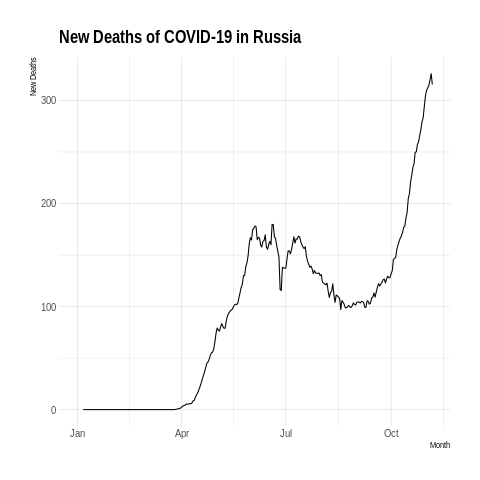 New Deaths of COVID-19 in Russia
New Deaths
300
200
100
0
Jan Apr Jul Oct
Month